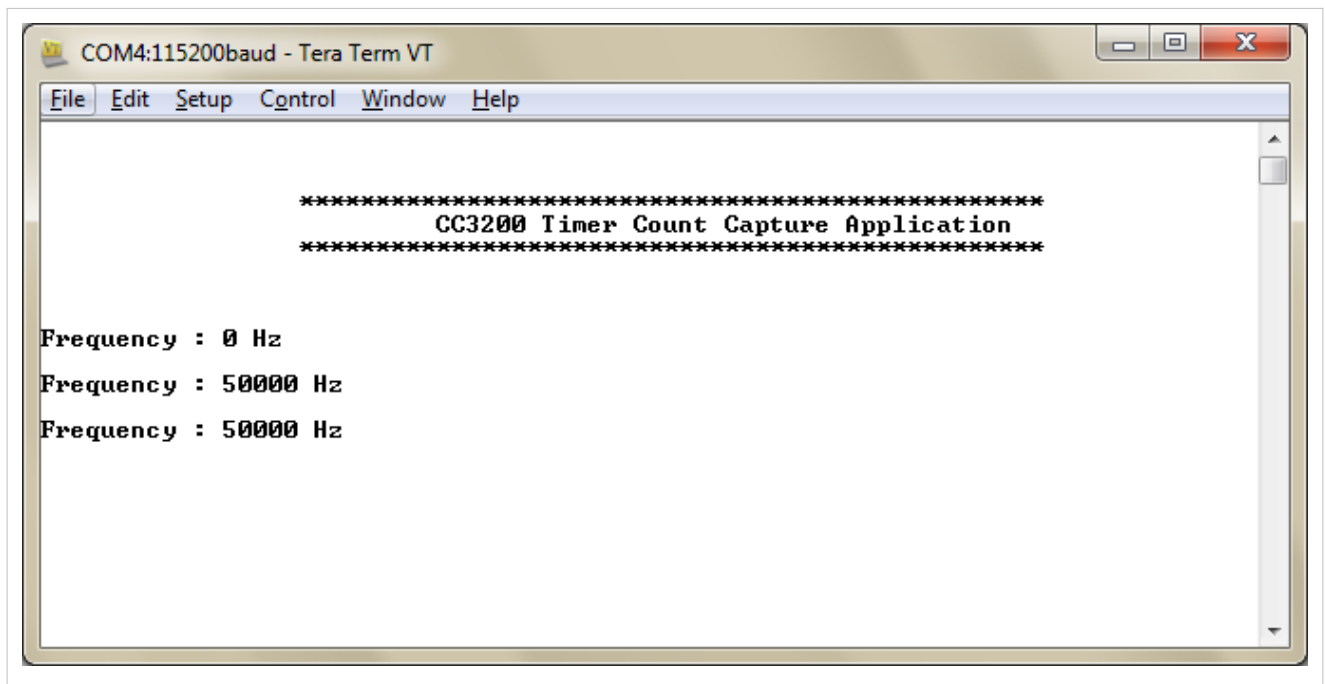 COM4:115200baud - Tera Term VT
File Edit Setup Control Window Help
*************************************************
CC3200 Timer Count Capture Application
*************************************************
Frequency : 0 Hz
Frequency : 50000 Hz
Frequency : 50000 Hz